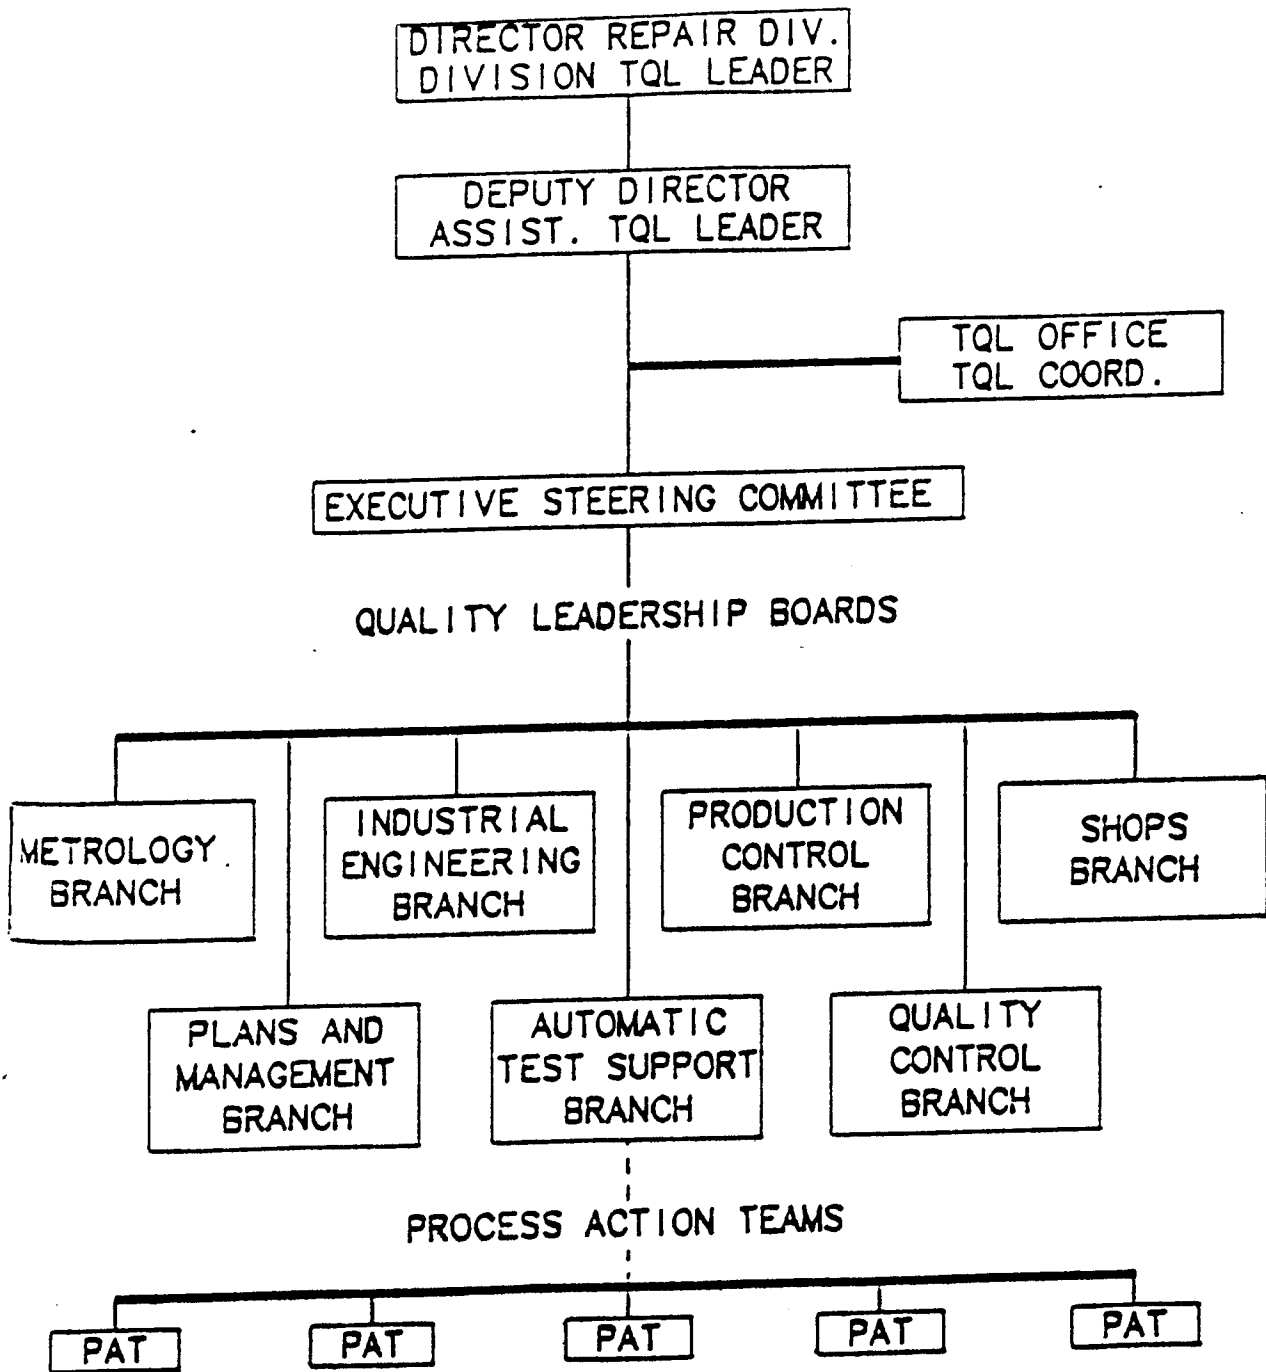 DIRECTOR REPAIR DIV.
DIVISION TQL LEADER
DEPUTY DIRECTOR
ASSIST. TQL LEADER
TQL OFFICE
TQL COORD.
EXECUTIVE STEERING COMMITTEE
QUALITY LEADERSHIP BOARDS
METROLOGY
BRANCH
INDUSTRIAL
ENGINEERING
BRANCH
PRODUCTION
CONTROL
BRANCH
SHOPS
BRANCH
PLANS AND
MANAGEMENT
BRANCH
AUTOMATIC
TEST SUPPORT
BRANCH
QUALITY
CONTROL
BRANCH
PROCESS ACTION TEAMS
PAT
PAT
PAT
PAT
PAT